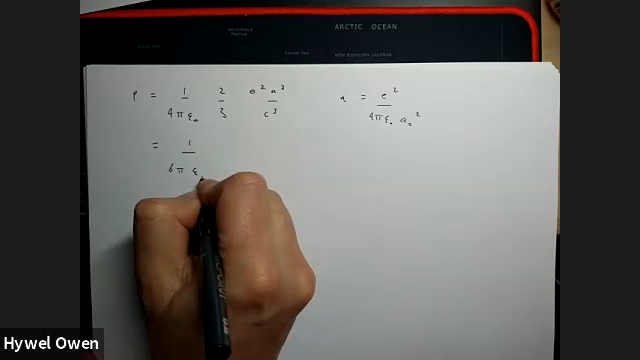 ARCTIC OCEAN
P = 1/4πε₀ 2/3 e²a²/c³
a = e²/4πε₀ a₀²
= 1/6πε₀
Hywel Owen